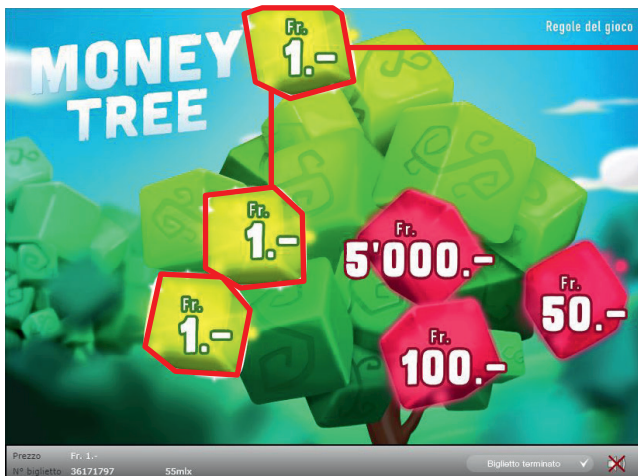 Regole del gioco
MONEY
TREE
Fr.
1.-
Fr.
1.-
Fr.
5'000.-
Fr.
50.-
Fr.
1.-
Fr.
100.-
Prezzo Fr. 1.-
N° biglietto 36171797 55mlx
Biglietto terminato